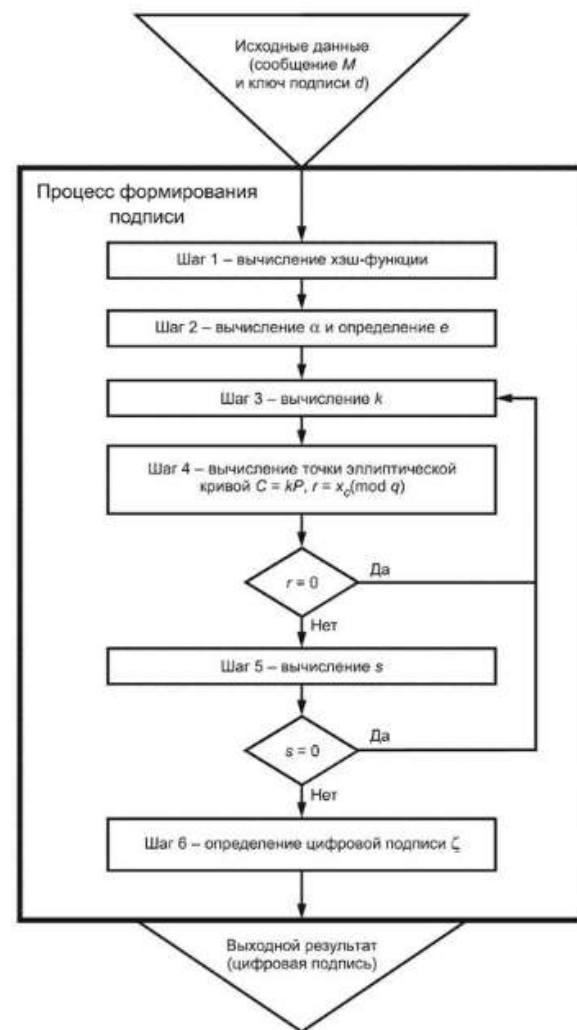 Исходные данные
(сообщение M
и ключ подписи d)
Процесс формирования
подписи
Шаг 1 – вычисление хэш-функции
Шаг 2 – вычисление α и определение e
Шаг 3 – вычисление k
Шаг 4 – вычисление точки эллиптической
кривой C = kP, r = x_c(mod q)
r = 0
Да
Нет
Шаг 5 – вычисление s
s = 0
Да
Нет
Шаг 6 – определение цифровой подписи ζ
Выходной результат
(цифровая подпись)